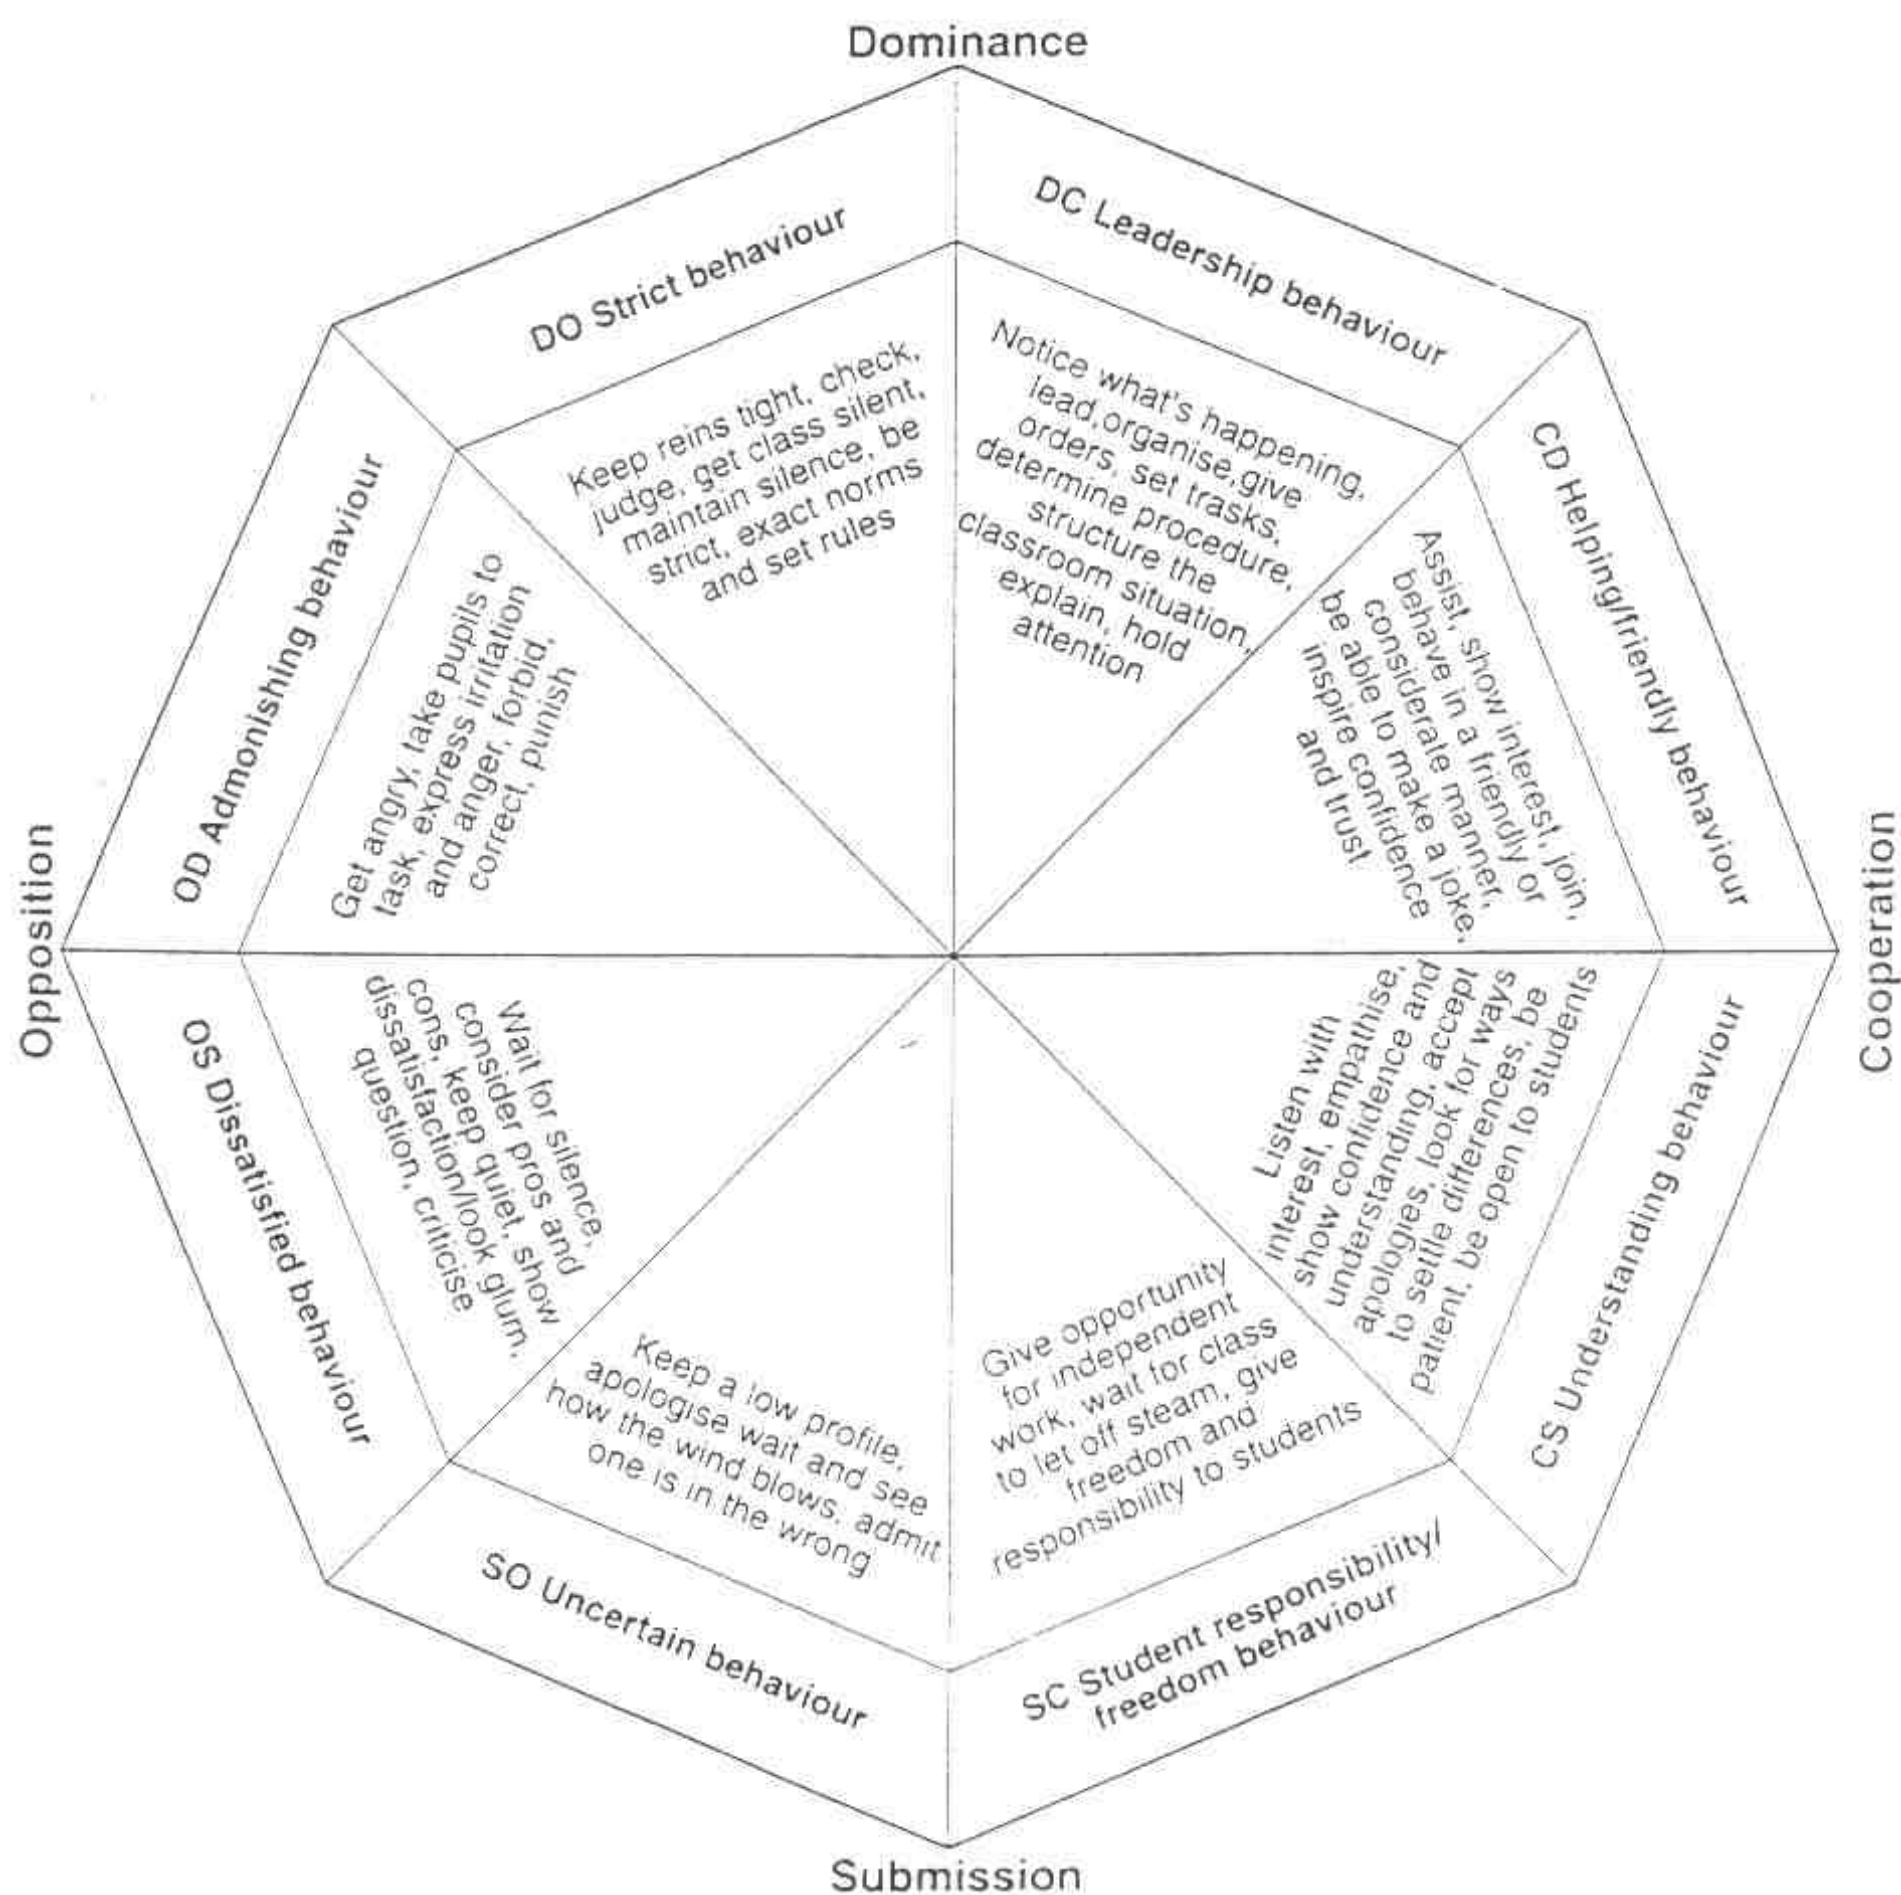 Dominance
DC Leadership behaviour
Notice what's happening,
lead,organise,give
orders, set trasks,
determine procedure,
structure the
classroom situation,
explain, hold
attention
CD Helping/friendly behaviour
Assist, show interest, join,
behave in a friendly or
considerate manner,
be able to make a joke,
inspire confidence
and trust
Cooperation
CS Understanding behaviour
Listen with
interest, empathise,
show confidence and
understanding, accept
apologies, look for ways
to settle differences, be
patient, be open to students
SC Student responsibility/
freedom behaviour
Give opportunity
for independent
work, wait for class
to let off steam, give
freedom and
responsibility to students
Submission
SO Uncertain behaviour
Keep a low profile,
apologise wait and see
how the wind blows, admit
one is in the wrong
OS Dissatisfied behaviour
Wait for silence,
consider pros and
cons, keep quiet, show
dissatisfaction/look glum,
question, criticise
Opposition
OD Admonishing behaviour
Get angry, take pupils to
task, express irritation
and anger, forbid,
correct, punish
DO Strict behaviour
Keep reins tight, check,
judge, get class silent,
maintain silence, be
strict, exact norms
and set rules